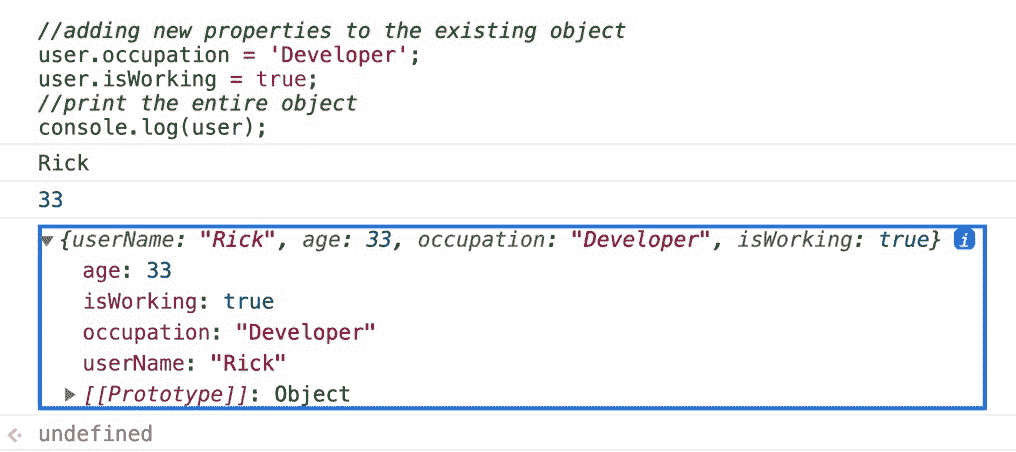 //adding new properties to the existing object
user.occupation = 'Developer';
user.isWorking = true;
//print the entire object
console.log(user);
Rick
33
{userName: "Rick", age: 33, occupation: "Developer", isWorking: true} i
age: 33
isWorking: true
occupation: "Developer"
userName: "Rick"
[[Prototype]]: Object
undefined